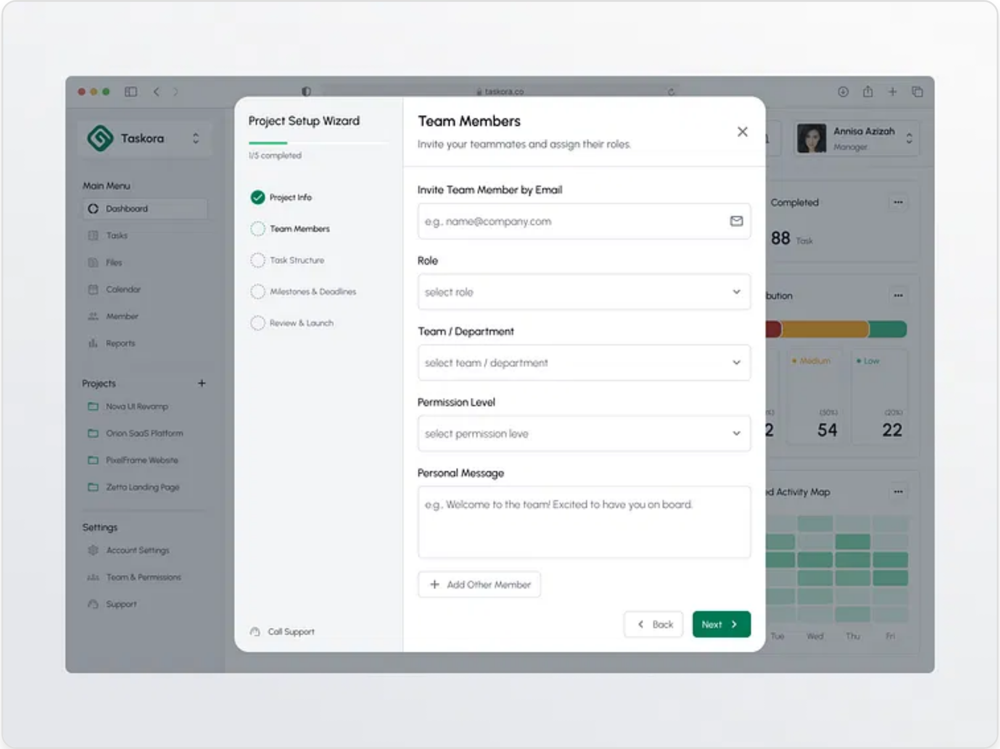 taskora.co
Taskora
Main Menu
Dashboard
Tasks
Files
Calendar
Member
Reports
Projects
Nova UI Revamp
Orion SaaS Platform
PixelFrame Website
Zetta Landing Page
Settings
Account Settings
Team & Permissions
Support
Project Setup Wizard
1/5 completed
Project Info
Team Members
Task Structure
Milestones & Deadlines
Review & Launch
Call Support
Team Members
Invite your teammates and assign their roles.
Invite Team Member by Email
e.g., name@company.com
Role
select role
Team / Department
select team / department
Permission Level
select permission leve
Personal Message
e.g., Welcome to the team! Excited to have you on board.
Add Other Member
Back
Next
Annisa Azizah
Manager
Completed
88 Task
bution
Medium
Low
(50%)
(20%)
2
54
22
ed Activity Map
Tue Wed Thu Fri